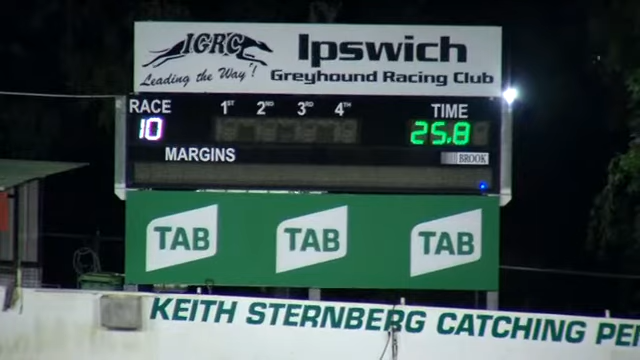 IGRC
Leading the Way!
Ipswich
Greyhound Racing Club
RACE 1ST 2ND 3RD 4TH TIME
10 25.8
MARGINS BROOK
TAB TAB TAB
KEITH STERNBERG CATCHING PE